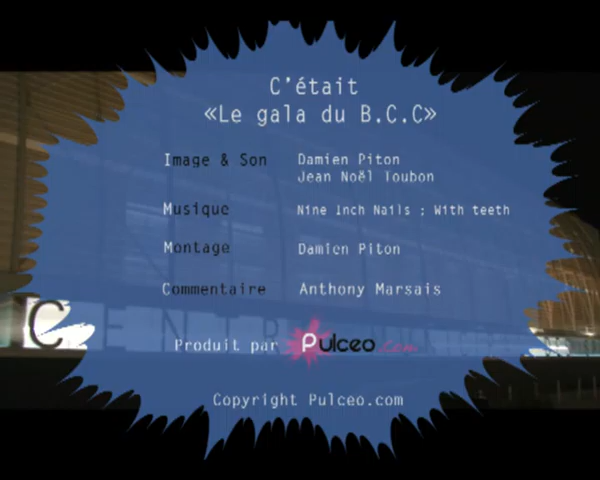 C'était
«Le gala du B.C.C»
Image & Son Damien Piton
Jean Noël Toubon
Musique Nine Inch Nails : With teeth
Montage Damien Piton
Commentaire Anthony Marsais
CENTR
Produit par Pulceo.com
Copyright Pulceo.com